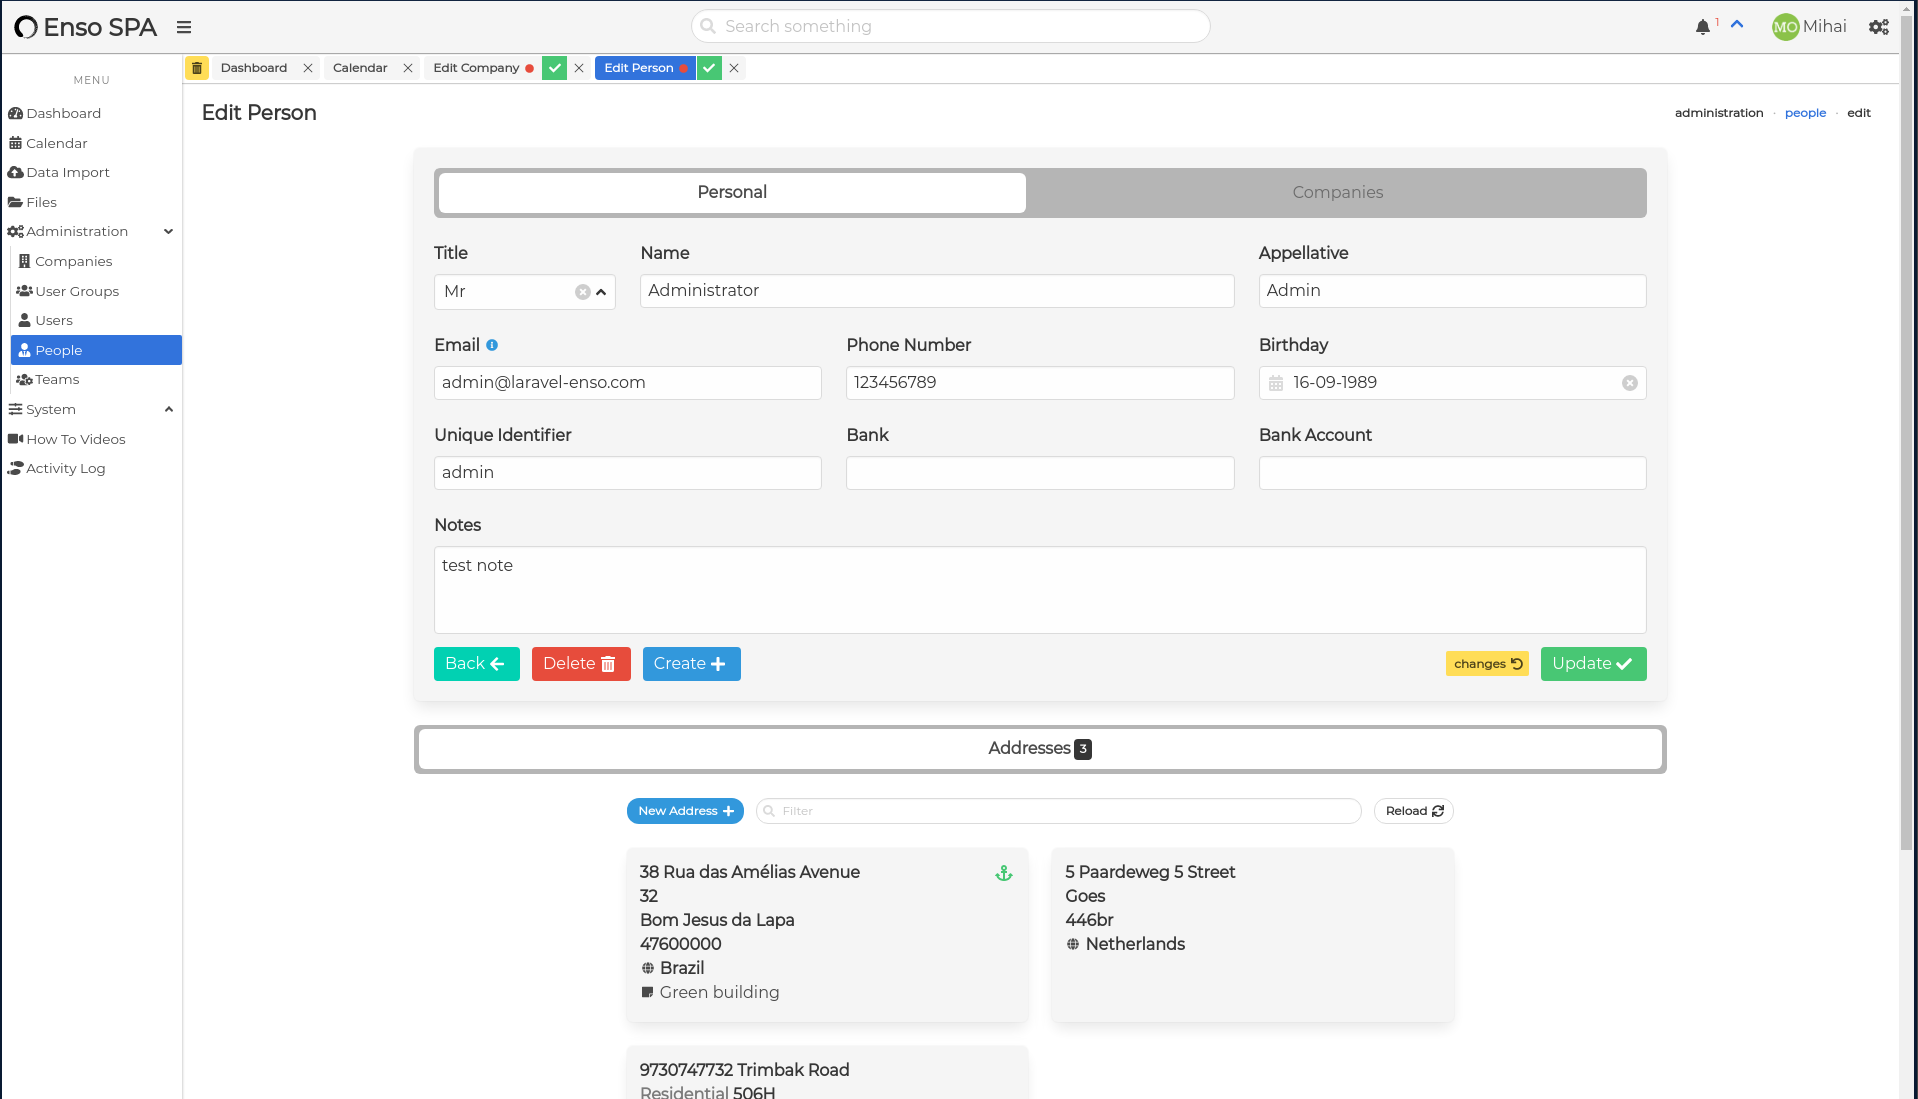 Enso SPA
Search something
1
MO Mihai
MENU
Dashboard
Calendar
Data Import
Files
Administration
Companies
User Groups
Users
People
Teams
System
How To Videos
Activity Log
Dashboard
Calendar
Edit Company
Edit Person
Edit Person
administration · people · edit
Personal
Companies
Title
Name
Appellative
Mr
Administrator
Admin
Email
Phone Number
Birthday
admin@laravel-enso.com
123456789
16-09-1989
Unique Identifier
Bank
Bank Account
admin
Notes
test note
Back
Delete
Create
changes
Update
Addresses 3
New Address
Filter
Reload
38 Rua das Amélias Avenue
32
Bom Jesus da Lapa
47600000
Brazil
Green building
5 Paardeweg 5 Street
Goes
446br
Netherlands
9730747732 Trimbak Road
Residential 506H